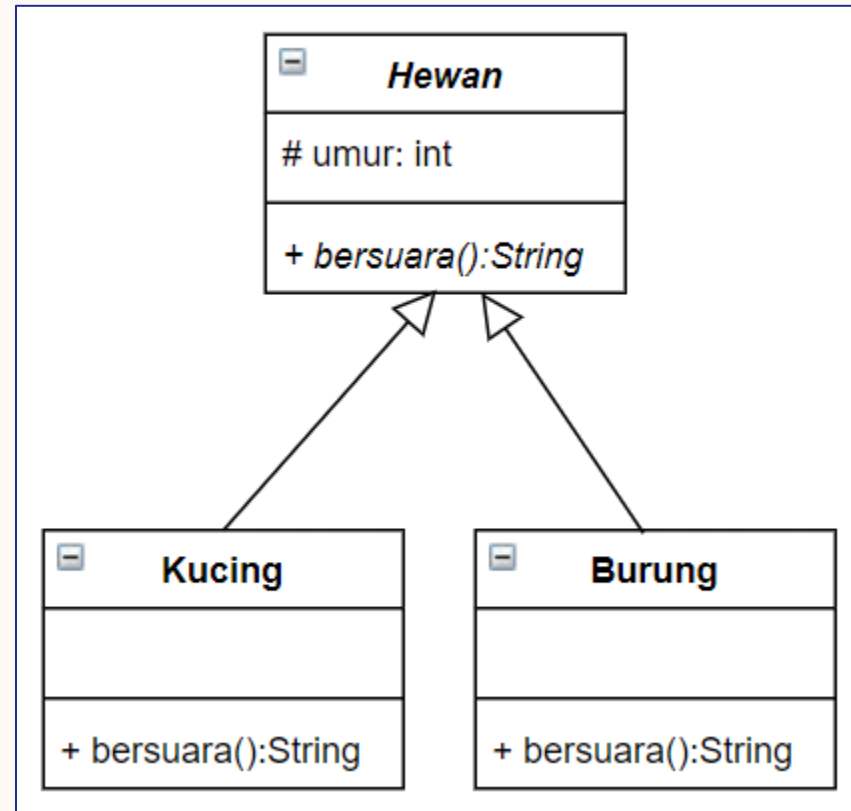 Hewan
# umur: int
+ bersuara():String
Kucing
+ bersuara():String
Burung
+ bersuara():String